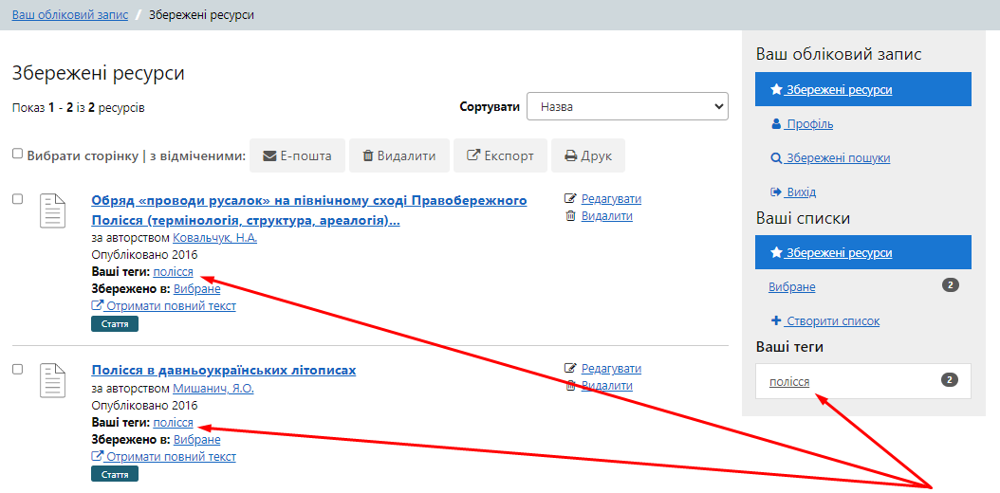 Ваш обліковий запис / Збережені ресурси
Збережені ресурси
Показ 1 - 2 із 2 ресурсів
Сортувати Назва
Вибрати сторінку | з відміченими: Е-пошта Видалити Експорт Друк
Обряд «проводи русалок» на північному сході Правобережного
Полісся (термінологія, структура, ареалогія)...
за авторством Ковальчук, Н.А.
Опубліковано 2016
Ваші теги: полісся
Збережено в: Вибране
Отримати повний текст
Стаття
Редагувати
Видалити
Полісся в давньоукраїнських літописах
за авторством Мишанич, Я.О.
Опубліковано 2016
Ваші теги: полісся
Збережено в: Вибране
Отримати повний текст
Стаття
Редагувати
Видалити
Ваш обліковий запис
Збережені ресурси
Профіль
Збережені пошуки
Вихід
Ваші списки
Збережені ресурси
Вибране 2
Створити список
Ваші теги
полісся 2